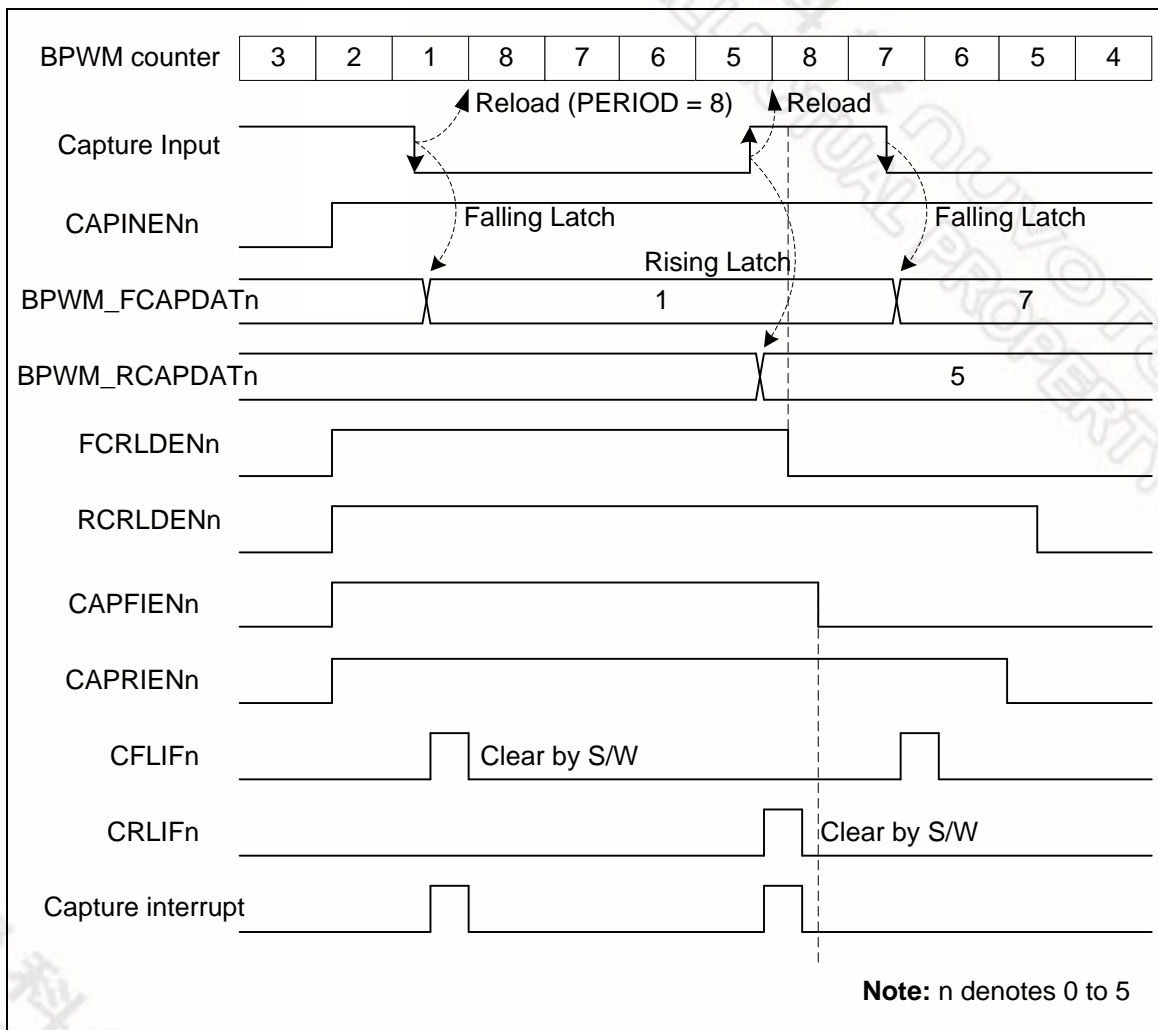 BPWM counter 3 2 1 8 7 6 5 8 7 6 5 4
Reload (PERIOD = 8) Reload
Capture Input
CAPINENn Falling Latch Falling Latch
Rising Latch
BPWM_FCAPDATn 1 7
BPWM_RCAPDATn 5
FCRLDENn
RCRLDENn
CAPFIENn
CAPRIENn
CFLIFn Clear by S/W
CRLIFn Clear by S/W
Capture interrupt
Note: n denotes 0 to 5